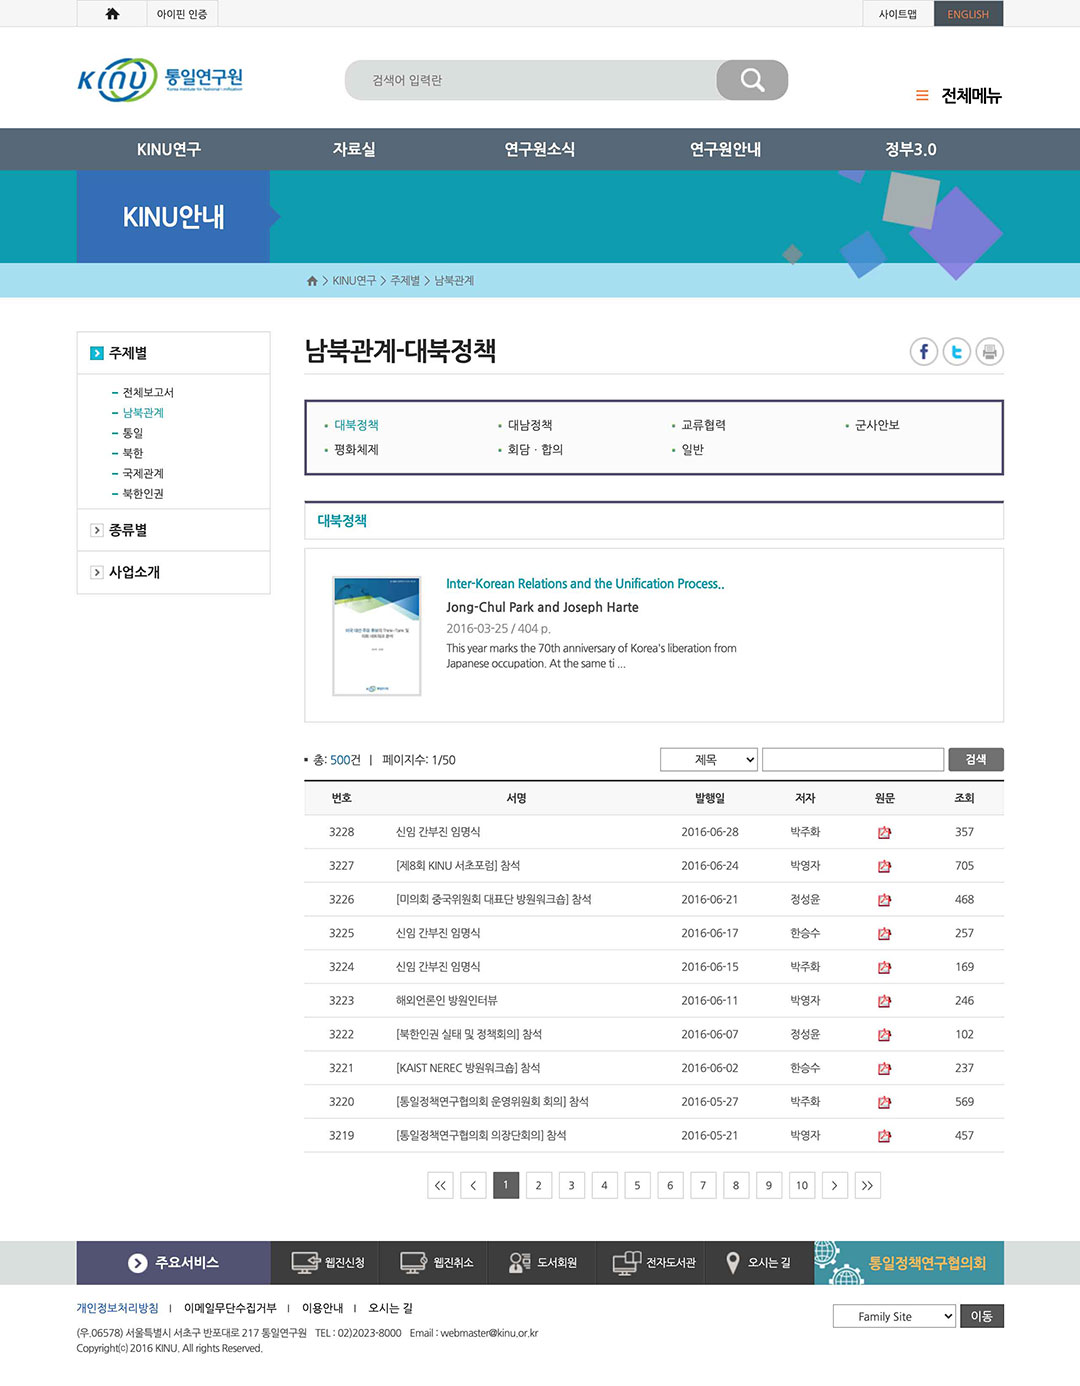 아이핀 인증
사이트맵
ENGLISH
KINU 통일연구원
Korea Institute for National Unification
검색어 입력란
전체메뉴
KINU연구 자료실 연구원소식 연구원안내 정부3.0
KINU안내
> KINU연구 > 주제별 > 남북관계
주제별
전체보고서
남북관계
통일
북한
국제관계
북한인권
종류별
사업소개
남북관계-대북정책
대북정책 대남정책 교류협력 군사안보
평화체제 회담 · 합의 일반
대북정책
Inter-Korean Relations and the Unification Process..
Jong-Chul Park and Joseph Harte
2016-03-25 / 404 p.
This year marks the 70th anniversary of Korea's liberation from
Japanese occupation. At the same ti ...
총: 500건 | 페이지수: 1/50
제목
검색
번호 서명 발행일 저자 원문 조회
3228 신임 간부진 임명식 2016-06-28 박주화 357
3227 [제8회 KINU 서초포럼] 참석 2016-06-24 박영자 705
3226 [미의회 중국위원회 대표단 방원워크숍] 참석 2016-06-21 정성윤 468
3225 신임 간부진 임명식 2016-06-17 한승수 257
3224 신임 간부진 임명식 2016-06-15 박주화 169
3223 해외언론인 방원인터뷰 2016-06-11 박영자 246
3222 [북한인권 실태 및 정책회의] 참석 2016-06-07 정성윤 102
3221 [KAIST NEREC 방원워크숍] 참석 2016-06-02 한승수 237
3220 [통일정책연구협의회 운영위원회 회의] 참석 2016-05-27 박주화 569
3219 [통일정책연구협의회 의장단회의] 참석 2016-05-21 박영자 457
<< < 1 2 3 4 5 6 7 8 9 10 > >>
주요서비스 웹진신청 웹진취소 도서회원 전자도서관 오시는 길 통일정책연구협의회
개인정보처리방침 | 이메일무단수집거부 | 이용안내 | 오시는 길
Family Site
이동
(우.06578) 서울특별시 서초구 반포대로 217 통일연구원 TEL : 02)2023-8000 Email : webmaster@kinu.or.kr
Copyright(c) 2016 KINU. All rights Reserved.